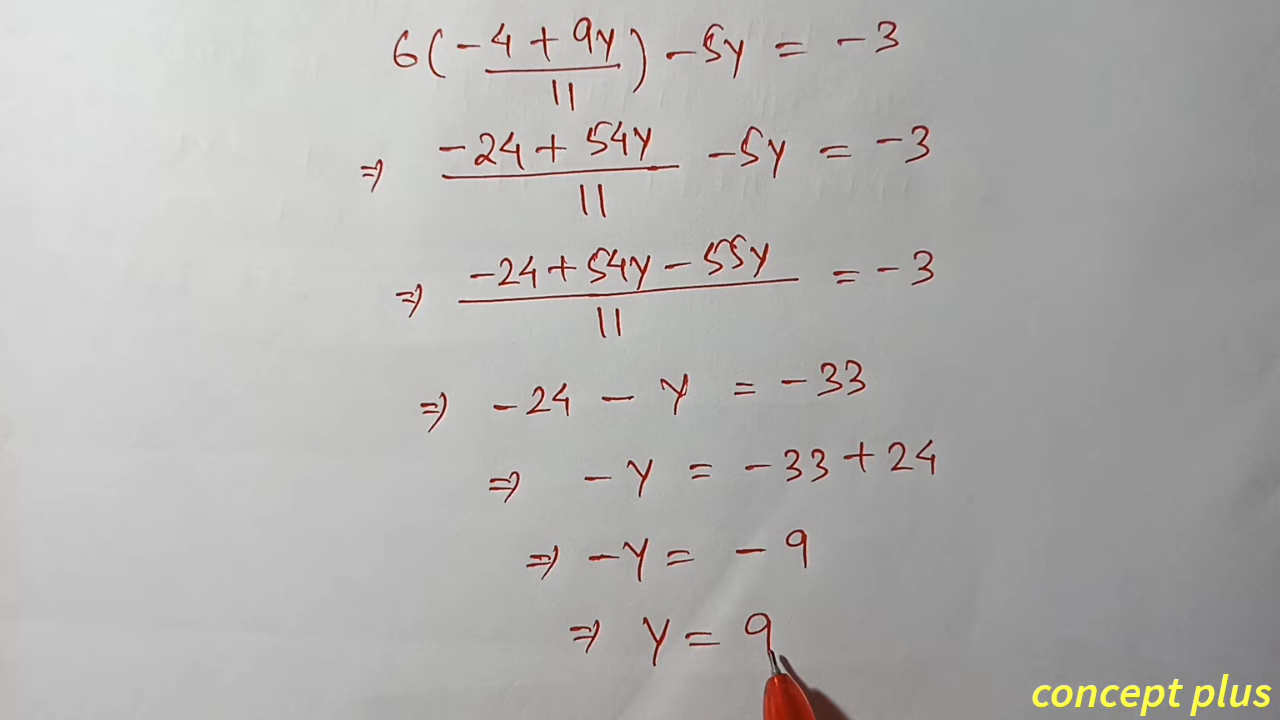 6(-4+9y/11) -5y = -3
⇒ -24+54y/11 -5y = -3
⇒ -24+54y-55y/11 = -3
⇒ -24 - y = -33
⇒ -y = -33+24
⇒ -y = -9
⇒ y = 9
concept plus